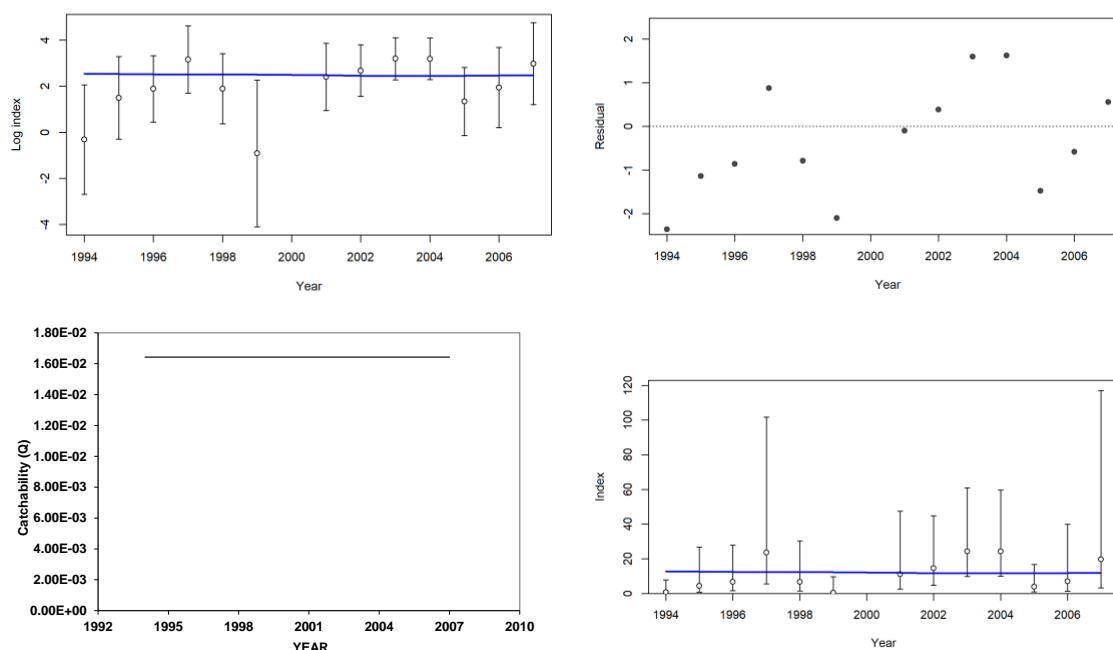 Log index
4
2
0
-2
-4
1994 1996 1998 2000 2002 2004 2006
Year
Residual
2
1
0
-1
-2
1994 1996 1998 2000 2002 2004 2006
Year
Catchability (Q)
1.80E-02
1.60E-02
1.40E-02
1.20E-02
1.00E-02
8.00E-03
6.00E-03
4.00E-03
2.00E-03
0.00E+00
1992 1995 1998 2001 2004 2007 2010
YEAR
Index
120
100
80
60
40
20
0
1994 1996 1998 2000 2002 2004 2006
Year